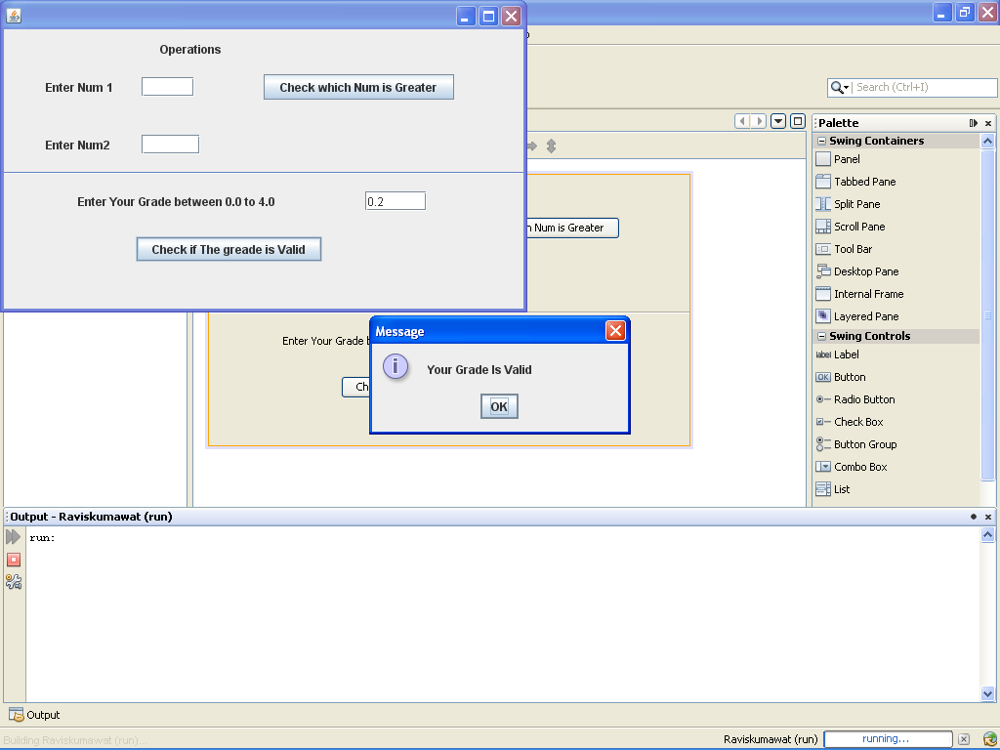 Operations
Enter Num 1
Check which Num is Greater
Enter Num2
Enter Your Grade between 0.0 to 4.0
0.2
Check if The greade is Valid
Search (Ctrl+I)
Num is Greater
Enter Your Grade
Message
Your Grade Is Valid
OK
Palette
Swing Containers
Panel
Tabbed Pane
Split Pane
Scroll Pane
Tool Bar
Desktop Pane
Internal Frame
Layered Pane
Swing Controls
label Label
OK Button
Radio Button
Check Box
Button Group
Combo Box
List
Output - Raviskumawat (run)
run:
Output
Building Raviskumawat (run)...
Raviskumawat (run)
running...